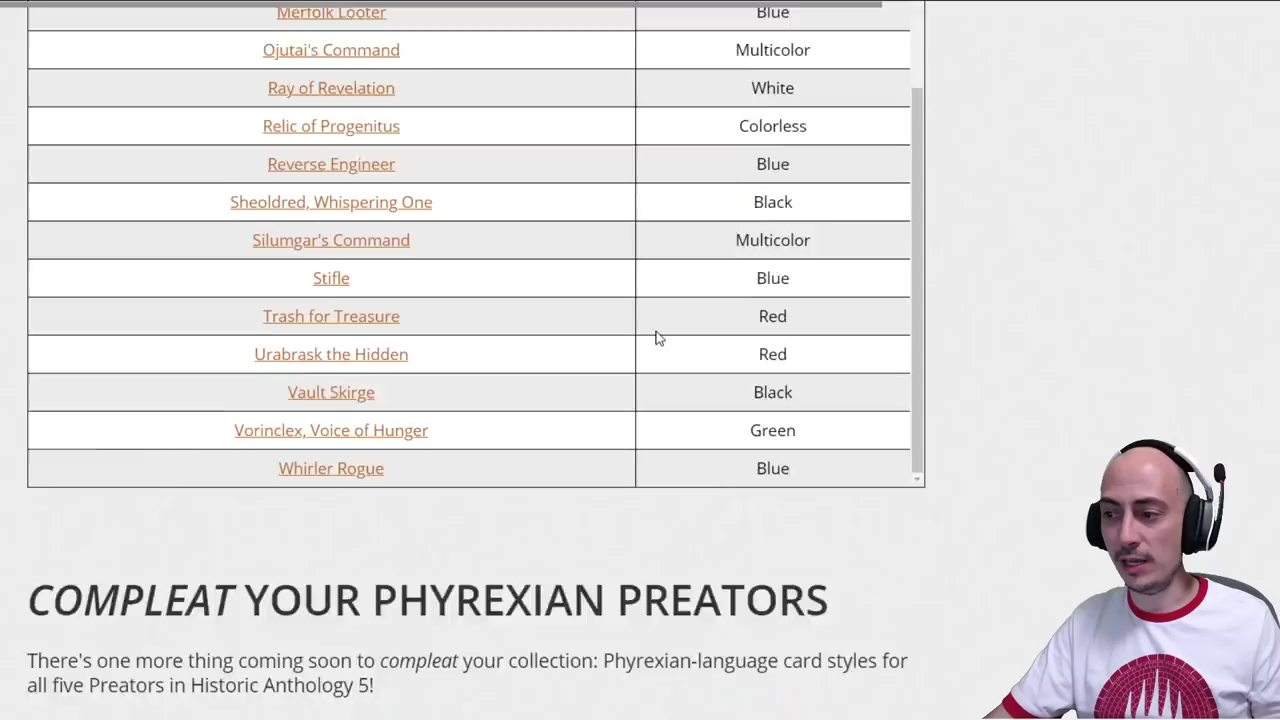 Merfolk Looter Blue
Ojutai's Command Multicolor
Ray of Revelation White
Relic of Progenitus Colorless
Reverse Engineer Blue
Sheoldred, Whispering One Black
Silumgar's Command Multicolor
Stifle Blue
Trash for Treasure Red
Urabrask the Hidden Red
Vault Skirge Black
Vorinclex, Voice of Hunger Green
Whirler Rogue Blue
COMPLEAT YOUR PHYREXIAN PREATORS
There's one more thing coming soon to compleat your collection: Phyrexian-language card styles for
all five Preators in Historic Anthology 5!